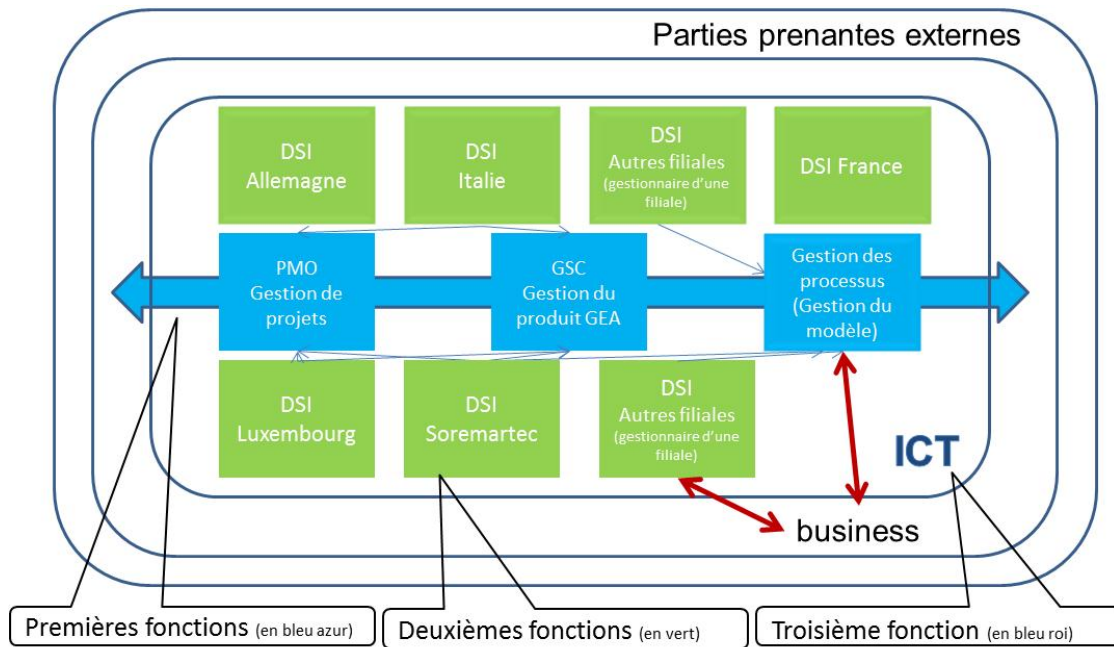 Parties prenantes externes
DSI
Allemagne
DSI
Italie
DSI
Autres filiales
(gestionnaire d'une
filiale)
DSI France
PMO
Gestion de
projets
GSC
Gestion du
produit GEA
Gestion des
processus
(Gestion du
modèle)
DSI
Luxembourg
DSI
Soremartec
DSI
Autres filiales
(gestionnaire d'une
filiale)
ICT
business
Premières fonctions (en bleu azur)
Deuxièmes fonctions (en vert)
Troisième fonction (en bleu roi)